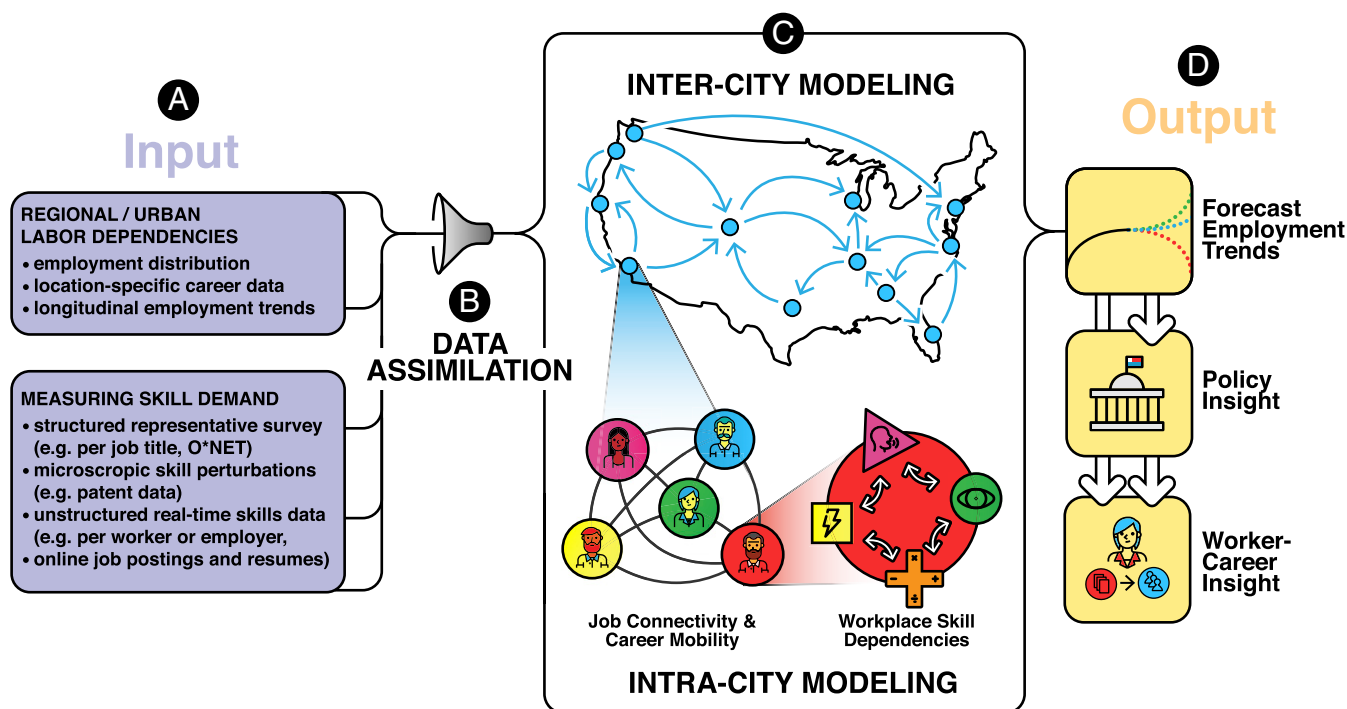 A
Input
REGIONAL / URBAN
LABOR DEPENDENCIES
• employment distribution
• location-specific career data
• longitudinal employment trends
MEASURING SKILL DEMAND
• structured representative survey
(e.g. per job title, O*NET)
• microscopic skill perturbations
(e.g. patent data)
• unstructured real-time skills data
(e.g. per worker or employer,
• online job postings and resumes)
B
DATA
ASSIMILATION
C
INTER-CITY MODELING
Job Connectivity &
Career Mobility
Workplace Skill
Dependencies
INTRA-CITY MODELING
D
Output
Forecast
Employment
Trends
Policy
Insight
Worker-
Career
Insight